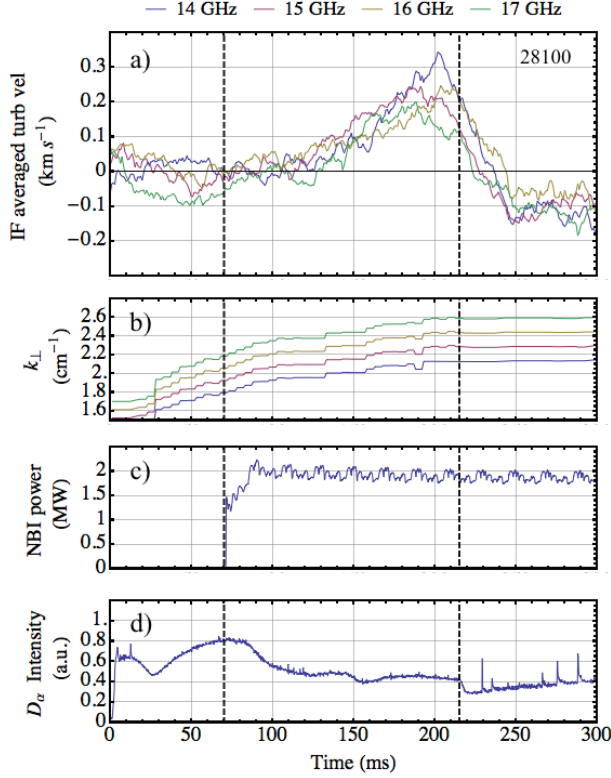 14 GHz 15 GHz 16 GHz 17 GHz
a) 28100
IF averaged turb vel
(km s⁻¹)
0.3
0.2
0.1
0
−0.1
−0.2
b)
k⊥
(cm⁻¹)
2.6
2.4
2.2
2.0
1.8
1.6
c)
NBI power
(MW)
2
1.5
1
0.5
0
d)
Dα Intensity
(a.u.)
1.
0.8
0.6
0.4
0.2
0
0 50 100 150 200 250 300
Time (ms)